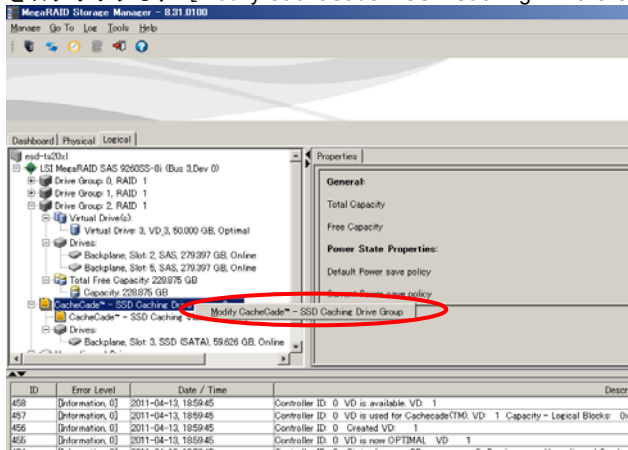 MegaRAID Storage Manager - 8.31.0100
Manage Go To Log Tools Help
Dashboard Physical Logical
esd-ts20xl
LSI MegaRAID SAS 9260SS-8i (Bus 3,Dev 0)
Drive Group: 0, RAID 1
Drive Group: 1, RAID 1
Drive Group: 2, RAID 1
Virtual Drive(s):
Virtual Drive: 3, VD_3, 50.000 GB, Optimal
Drives:
Backplane, Slot: 2, SAS, 279.397 GB, Online
Backplane, Slot: 5, SAS, 279.397 GB, Online
Total Free Capacity: 228.875 GB
Capacity: 228.875 GB
CacheCade™ - SSD Caching
CacheCade™ - SSD Caching
Drives:
Backplane, Slot: 3, SSD (SATA), 59.626 GB, Online
Modify CacheCade™ - SSD Caching Drive Group
Properties
General:
Total Capacity
Free Capacity
Power State Properties:
Default Power save policy
Current Power save policy
ID Error Level Date / Time Descr
458 [Information, 0] 2011-04-13, 18:59:45 Controller ID: 0 VD is available. VD: 1
457 [Information, 0] 2011-04-13, 18:59:45 Controller ID: 0 VD is used for Cachecade(TM). VD: 1 Capacity - Logical Blocks:
456 [Information, 0] 2011-04-13, 18:59:45 Controller ID: 0 Created VD: 1
455 [Information, 0] 2011-04-13, 18:59:45 Controller ID: 0 VD is now OPTIMAL VD 1